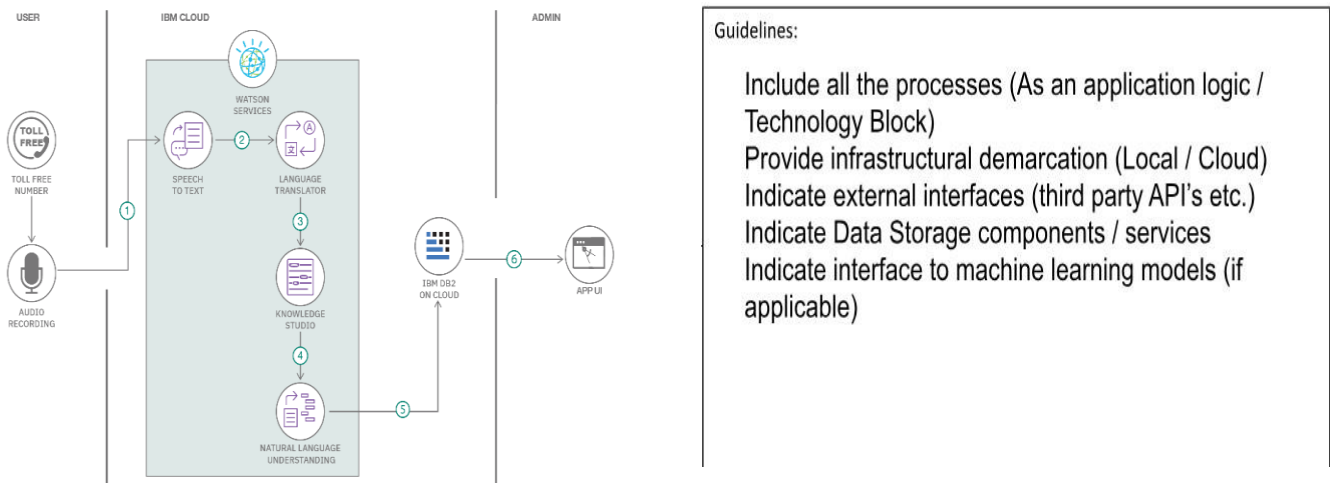 USER
IBM CLOUD
ADMIN
WATSON
SERVICES
TOLL
FREE
TOLL FREE
NUMBER
AUDIO
RECORDING
1
SPEECH
TO TEXT
2
A
文
LANGUAGE
TRANSLATOR
3
KNOWLEDGE
STUDIO
4
NATURAL LANGUAGE
UNDERSTANDING
5
IBM DB2
ON CLOUD
6
APP UI
Guidelines:
Include all the processes (As an application logic /
Technology Block)
Provide infrastructural demarcation (Local / Cloud)
Indicate external interfaces (third party API's etc.)
Indicate Data Storage components / services
Indicate interface to machine learning models (if
applicable)